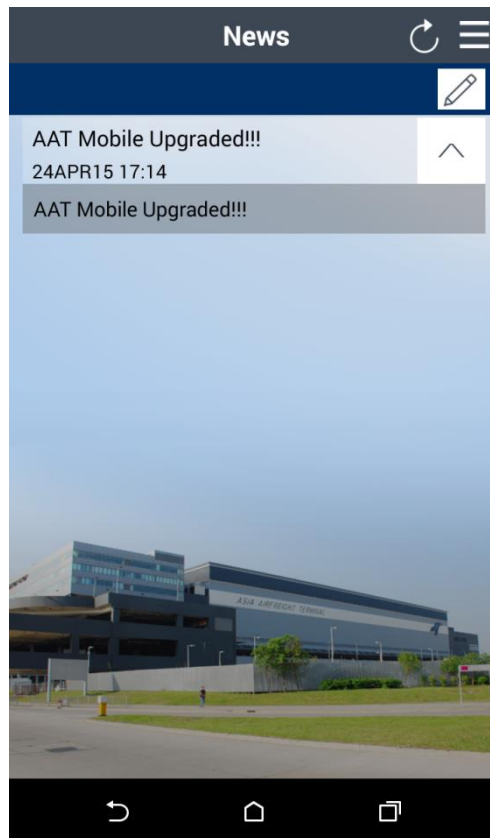 News
AAT Mobile Upgraded!!!
24APR15 17:14
AAT Mobile Upgraded!!!
ASIA AIRFREIGHT TERMINAL